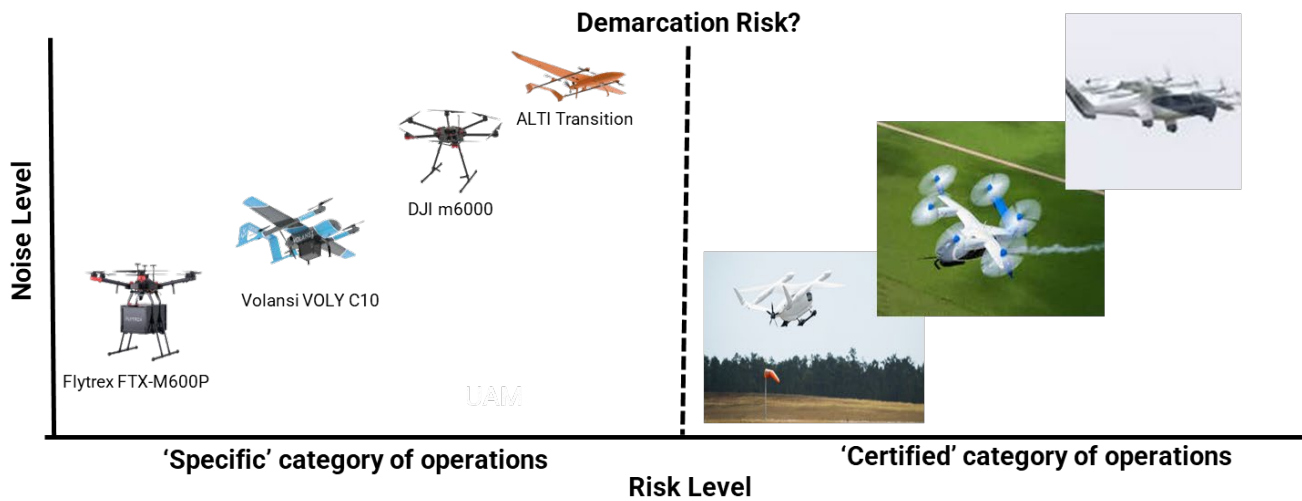 Demarcation Risk?
ALTI Transition
DJI m6000
Noise Level
Volansi VOLY C10
FLYTREX
Flytrex FTX-M600P
UAM
‘Specific’ category of operations
‘Certified’ category of operations
Risk Level